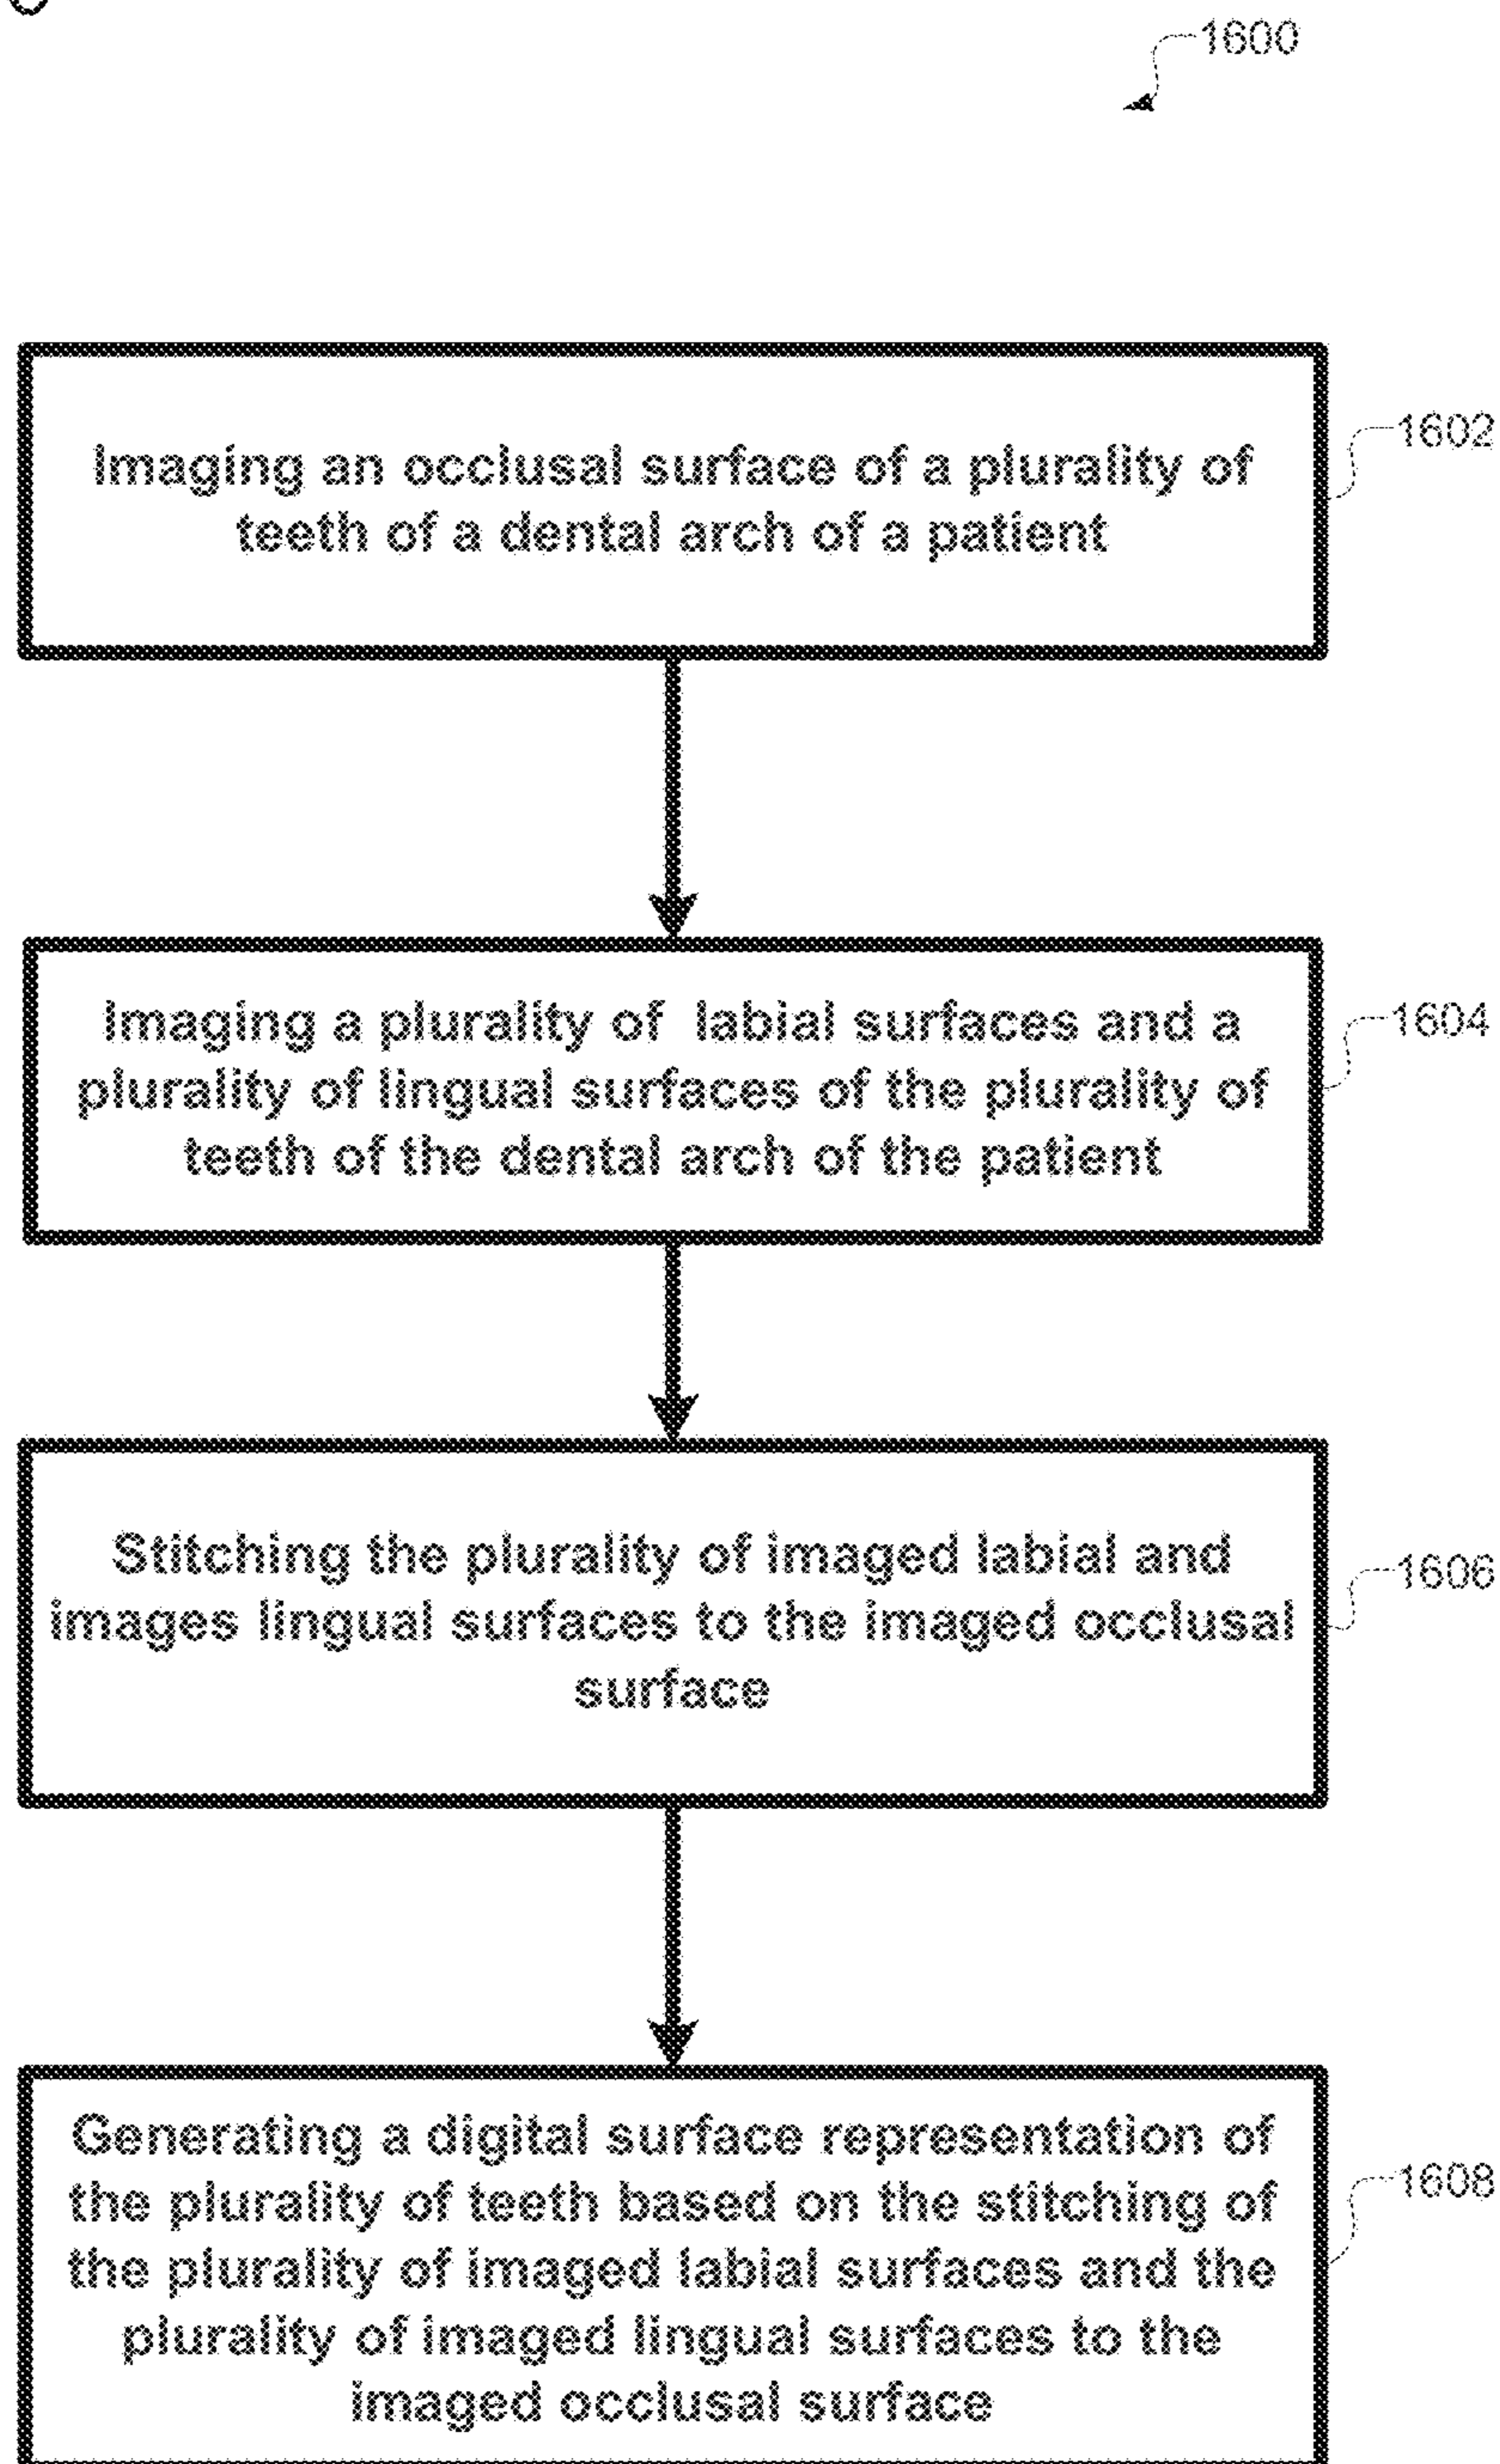 1600
Imaging an occlusal surface of a plurality of
teeth of a dental arch of a patient
1602
Imaging a plurality of labial surfaces and a
plurality of lingual surfaces of the plurality of
teeth of the dental arch of the patient
1604
Stitching the plurality of imaged labial and
images lingual surfaces to the imaged occlusal
surface
1606
Generating a digital surface representation of
the plurality of teeth based on the stitching of
the plurality of imaged labial surfaces and the
plurality of imaged lingual surfaces to the
imaged occlusal surface
1608